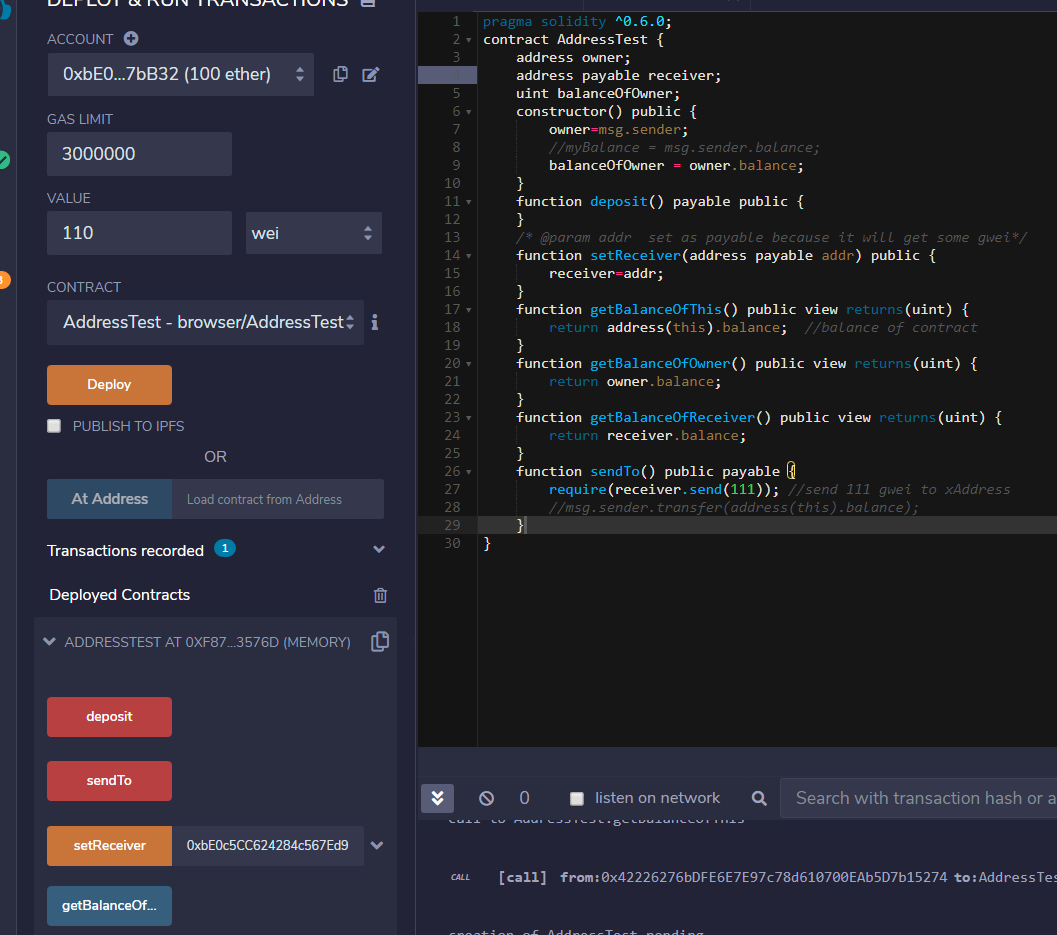 DEPLOY & RUN TRANSACTIONS
ACCOUNT
0xbE0...7bB32 (100 ether)
GAS LIMIT
3000000
VALUE
110
wei
CONTRACT
AddressTest - browser/AddressTest
Deploy
PUBLISH TO IPFS
OR
At Address
Load contract from Address
Transactions recorded 1
Deployed Contracts
ADDRESSTEST AT 0XF87...3576D (MEMORY)
deposit
sendTo
setReceiver 0xbE0c5CC624284c567Ed9
getBalanceOf...
1 pragma solidity ^0.6.0;
2 contract AddressTest {
3 address owner;
address payable receiver;
5 uint balanceOfOwner;
6 constructor() public {
7 owner=msg.sender;
8 //myBalance = msg.sender.balance;
9 balanceOfOwner = owner.balance;
10 }
11 function deposit() payable public {
12 }
13 /* @param addr  set as payable because it will get some gwei*/
14 function setReceiver(address payable addr) public {
15 receiver=addr;
16 }
17 function getBalanceOfThis() public view returns(uint) {
18 return address(this).balance;  //balance of contract
19 }
20 function getBalanceOfOwner() public view returns(uint) {
21 return owner.balance;
22 }
23 function getBalanceOfReceiver() public view returns(uint) {
24 return receiver.balance;
25 }
26 function sendTo() public payable {
27 require(receiver.send(111)); //send 111 gwei to xAddress
28 //msg.sender.transfer(address(this).balance);
29 }
30 }
0
listen on network
Search with transaction hash or a
call to AddressTest.getBalanceOfThis
CALL [call] from:0x42226276bDFE6E7E97c78d610700EAb5D7b15274 to:AddressTes
creation of AddressTest pending